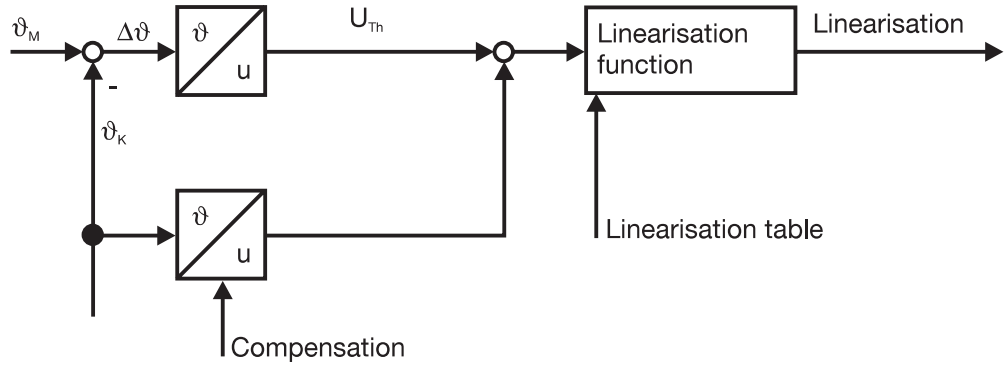 ϑM
Δϑ
ϑ
u
UTh
Linearisation
function
Linearisation
-
ϑK
ϑ
u
Linearisation table
Compensation